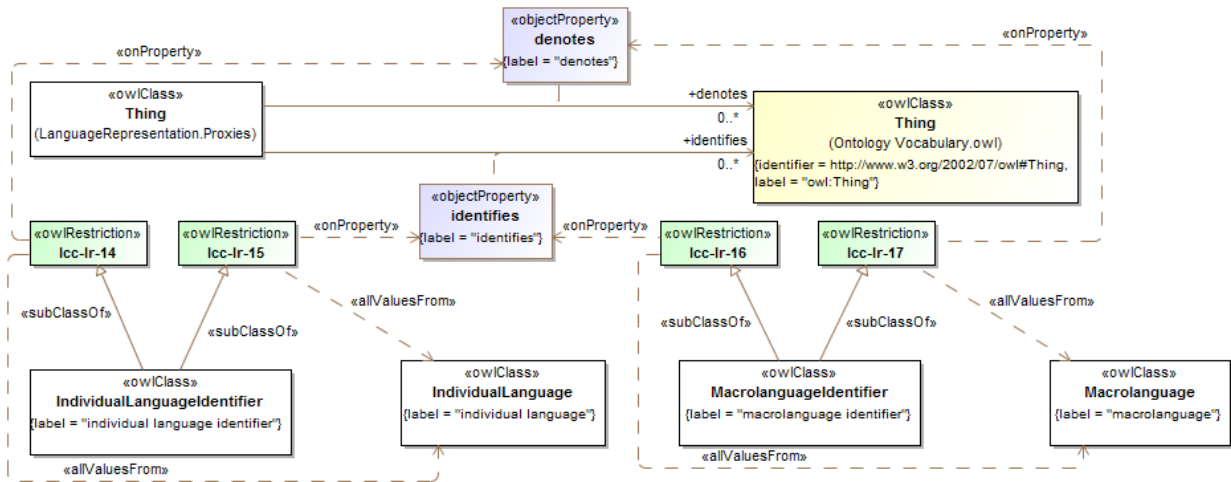 «objectProperty»
denotes
{label = "denotes"}
«onProperty»
«onProperty»
«owlClass»
Thing
(LanguageRepresentation.Proxies)
+denotes
0..*
+identifies
0..*
«owlClass»
Thing
(Ontology Vocabulary.owl)
{identifier = http://www.w3.org/2002/07/owl#Thing,
label = "owl:Thing"}
«objectProperty»
identifies
{label = "identifies"}
«owlRestriction»
lcc-lr-14
«owlRestriction»
lcc-lr-15
«onProperty»
«onProperty»
«owlRestriction»
lcc-lr-16
«owlRestriction»
lcc-lr-17
«subClassOf»
«subClassOf»
«allValuesFrom»
«subClassOf»
«subClassOf»
«allValuesFrom»
«owlClass»
IndividualLanguageIdentifier
{label = "individual language identifier"}
«owlClass»
IndividualLanguage
{label = "individual language"}
«owlClass»
MacrolanguageIdentifier
{label = "macrolanguage identifier"}
«owlClass»
Macrolanguage
{label = "macrolanguage"}
«allValuesFrom»
«allValuesFrom»